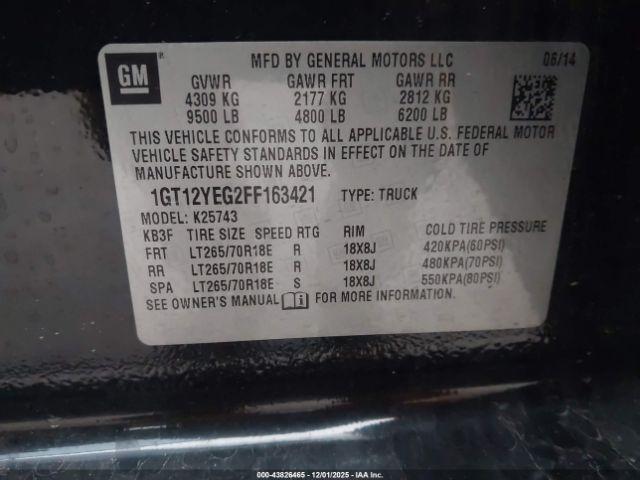 GM
MFD BY GENERAL MOTORS LLC 06/14
GVWR GAWR FRT GAWR RR
4309 KG 2177 KG 2812 KG
9500 LB 4800 LB 6200 LB
THIS VEHICLE CONFORMS TO ALL APPLICABLE U.S. FEDERAL MOTOR
VEHICLE SAFETY STANDARDS IN EFFECT ON THE DATE OF
MANUFACTURE SHOWN ABOVE.
1GT12YEG2FF163421 TYPE: TRUCK
MODEL: K25743
KB3F TIRE SIZE SPEED RTG RIM COLD TIRE PRESSURE
FRT LT265/70R18E R 18X8J 420KPA(60PSI)
RR LT265/70R18E R 18X8J 480KPA(70PSI)
SPA LT265/70R18E S 18X8J 550KPA(80PSI)
SEE OWNER'S MANUAL FOR MORE INFORMATION.
000-43826465 - 12/01/2025 - COPYRIGHT IAA, LLC